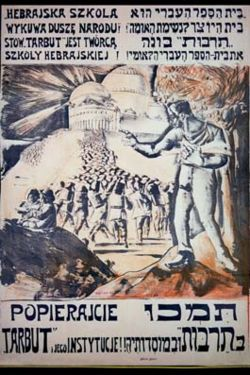 „HEBRAJSKA SZKOŁA
WYKUWA DUSZĘ NARODU!
STOW. TARBUT" JEST TWÓRCĄ
SZKOŁY HEBRAJSKIEJ!
בית הספר העברי הוא
בית היוצר לנשמת האומה!
"תרבות" בונה
את בית-הספר העברי הלאומי!
POPIERAJCIE
„TARBUT" i JEGO INSTYTUCJE!!
תמכו
ב"תרבות" ובמוסדותיה!!